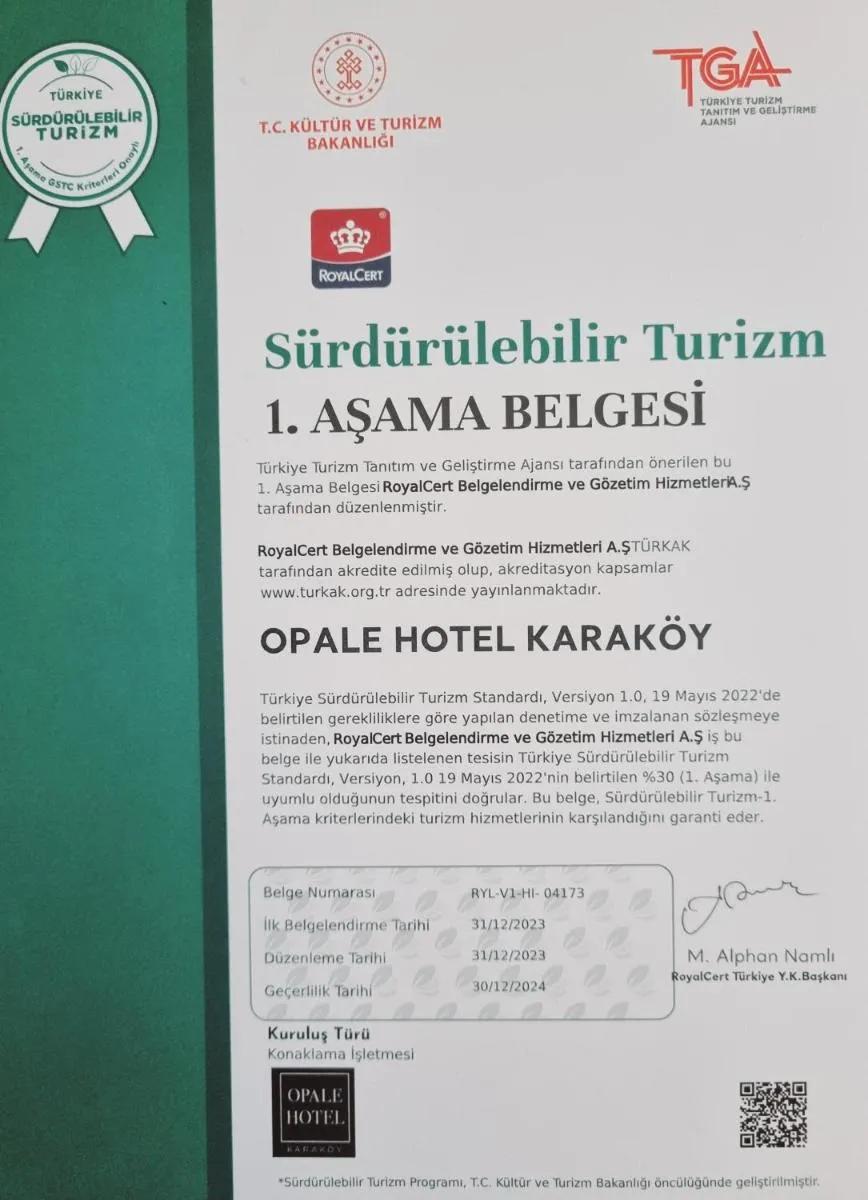 TÜRKİYE
SÜRDÜRÜLEBİLİR
TURİZM
1. Aşama GSTC Kriterleri Onaylı
T.C. KÜLTÜR VE TURİZM
BAKANLIĞI
TGA
TÜRKİYE TURİZM
TANITIM VE GELİŞTİRME
AJANSI
ROYALCERT
Sürdürülebilir Turizm
1. AŞAMA BELGESİ
Türkiye Turizm Tanıtım ve Geliştirme Ajansı tarafından önerilen bu
1. Aşama Belgesi RoyalCert Belgelendirme ve Gözetim HizmetleriA.Ş
tarafından düzenlenmiştir.
RoyalCert Belgelendirme ve Gözetim Hizmetleri A.ŞTÜRKAK
tarafından akredite edilmiş olup, akreditasyon kapsamlar
www.turkak.org.tr adresinde yayınlanmaktadır.
OPALE HOTEL KARAKÖY
Türkiye Sürdürülebilir Turizm Standardı, Versiyon 1.0, 19 Mayıs 2022'de
belirtilen gerekliliklere göre yapılan denetime ve imzalanan sözleşmeye
istinaden, RoyalCert Belgelendirme ve Gözetim Hizmetleri A.Ş iş bu
belge ile yukarıda listelenen tesisin Türkiye Sürdürülebilir Turizm
Standardı, Versiyon, 1.0 19 Mayıs 2022'nin belirtilen %30 (1. Aşama) ile
uyumlu olduğunun tespitini doğrular. Bu belge, Sürdürülebilir Turizm-1.
Aşama kriterlerindeki turizm hizmetlerinin karşılandığını garanti eder.
Belge Numarası RYL-V1-HI- 04173
İlk Belgelendirme Tarihi 31/12/2023
Düzenleme Tarihi 31/12/2023
Geçerlilik Tarihi 30/12/2024
M. Alphan Namlı
RoyalCert Türkiye Y.K.Başkanı
Kuruluş Türü
Konaklama İşletmesi
OPALE
HOTEL
KARAKÖY
*Sürdürülebilir Turizm Programı, T.C. Kültür ve Turizm Bakanlığı öncülüğünde geliştirilmiştir.